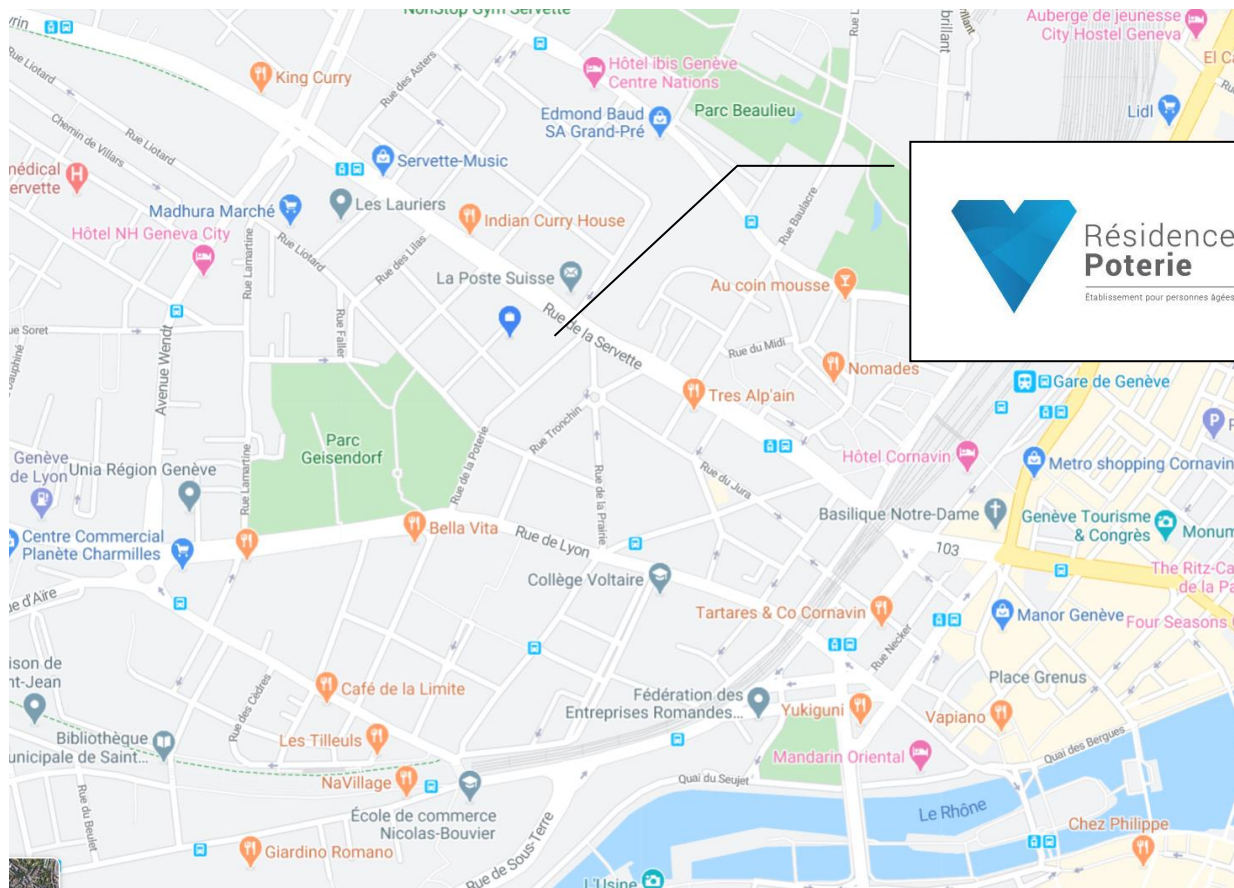 NonStop Gym Servette
Auberge de jeunesse
City Hostel Geneva
King Curry
Rue des Asters
Hôtel ibis Genève
Centre Nations
Parc Beaulieu
Edmond Baud
SA Grand-Pré
Lidl
Rue Liotard
Chemin de Villars
Rue Liotard
Servette-Music
Les Lauriers
Madhura Marché
Hôtel NH Geneva City
Indian Curry House
Rue Baulacre
Résidence
Poterie
Établissement pour personnes âgées
Rue Lamartine
Rue Liotard
Rue des Lilas
La Poste Suisse
Au coin mousse
Rue de la Servette
Rue Faller
Avenue Wendt
Rue du Midi
Nomades
Gare de Genève
Tres Alp'ain
Parc
Geisendorf
Rue Tronchin
Rue de la Poterie
Rue de la Prairie
Rue du Jura
Hôtel Cornavin
Metro shopping Cornavin
Genève
de Lyon
Unia Région Genève
Rue Lamartine
Basilique Notre-Dame
Genève Tourisme
& Congrès
Centre Commercial
Planète Charmilles
Bella Vita
Rue de Lyon
103
Collège Voltaire
Tartares & Co Cornavin
Manor Genève
Four Seasons
Rue Necker
Place Grenus
Café de la Limite
Rue des Cèdres
Fédération des
Entreprises Romandes...
Yukiguni
Vapiano
Les Tilleuls
Bibliothèque
Mandarin Oriental
Quai des Bergues
NaVillage
Quai du Seujet
Rue du Beulet
École de commerce
Nicolas-Bouvier
Le Rhône
Giardino Romano
Rue de Sous-Terre
Chez Philippe
L'Usine